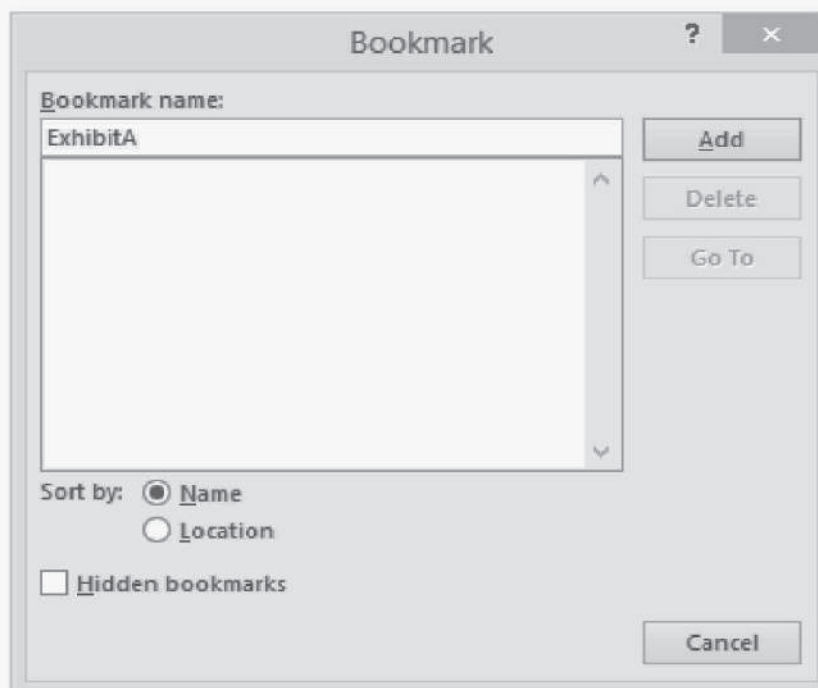 Bookmark
?
Bookmark name:
ExhibitA
Add
Delete
Go To
Sort by: Name
Location
Hidden bookmarks
Cancel